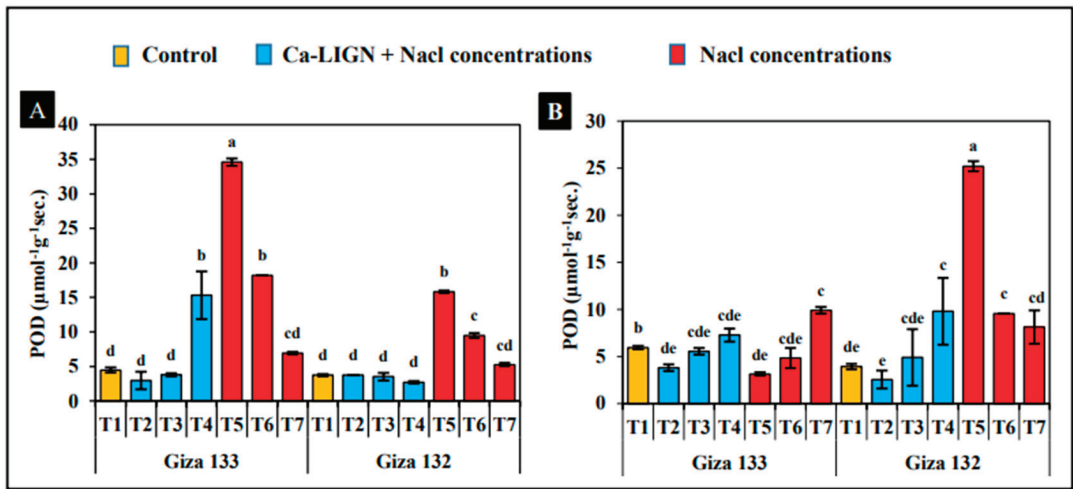 Control Ca-LIGN + Nacl concentrations Nacl concentrations
A
POD (µmol⁻¹g⁻¹sec.)
40
35
30
25
20
15
10
5
0
d d d b a b cd d d d d b c cd
T1 T2 T3 T4 T5 T6 T7 T1 T2 T3 T4 T5 T6 T7
Giza 133 Giza 132
B
POD (µmol⁻¹g⁻¹sec.)
30
25
20
15
10
5
0
b de cde cde de cde c de e cde c a c cd
T1 T2 T3 T4 T5 T6 T7 T1 T2 T3 T4 T5 T6 T7
Giza 133 Giza 132